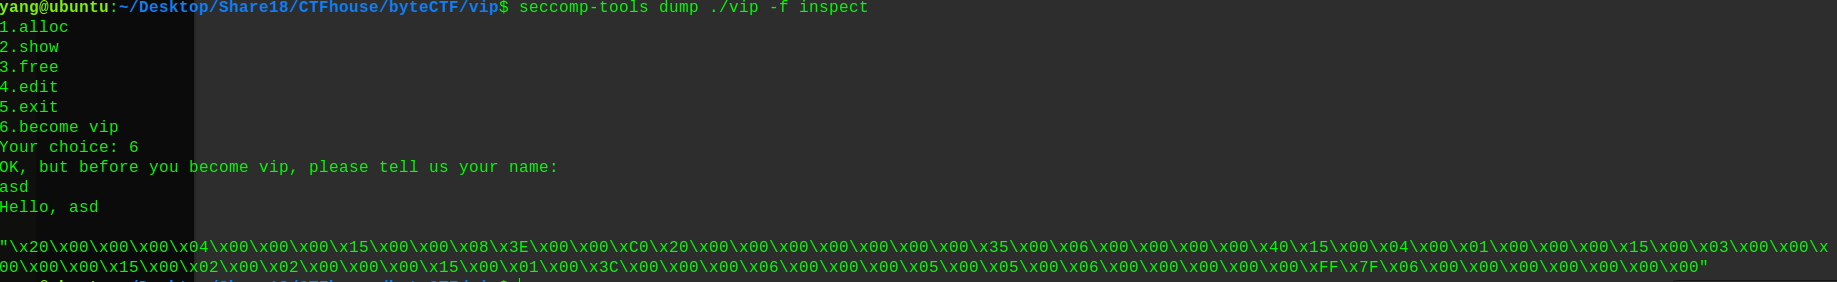 yang@ubuntu:~/Desktop/Share18/CTFhouse/byteCTF/vip$ seccomp-tools dump ./vip -f inspect
1.alloc
2.show
3.free
4.edit
5.exit
6.become vip
Your choice: 6
OK, but before you become vip, please tell us your name:
asd
Hello, asd
"\x20\x00\x00\x00\x04\x00\x00\x00\x15\x00\x00\x08\x3E\x00\x00\xC0\x20\x00\x00\x00\x00\x00\x00\x00\x35\x00\x06\x00\x00\x00\x00\x40\x15\x00\x04\x00\x01\x00\x00\x00\x15\x00\x03\x00\x00\x
00\x00\x00\x15\x00\x02\x00\x02\x00\x00\x00\x15\x00\x01\x00\x3C\x00\x00\x00\x06\x00\x00\x00\x05\x00\x05\x00\x06\x00\x00\x00\x00\x00\xFF\x7F\x06\x00\x00\x00\x00\x00\x00\x00"